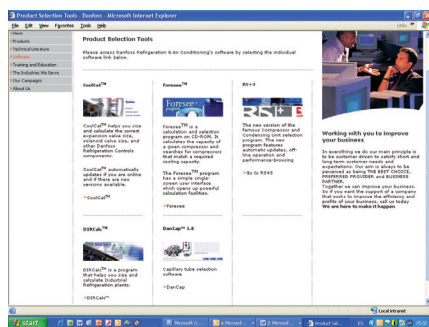 Product Selection Tools - Danfoss - Microsoft Internet Explorer
File Edit View Favorites Tools Help
Links
News
Products
Technical Literature
Software
Training and Education
The Industries We Serve
Our Campaigns
About Us
Product Selection Tools
Please access Danfoss Refrigeration & Air Conditioning's software by selecting the individual
software link below.
CoolCat™
CoolCat™ helps you size
and calculate the correct
expansion valve size,
solenoid valve size, and
other Danfoss
Refrigeration Controls
components.
CoolCat™ automatically
updates if you are online
and if there are new
versions available.
CoolCat™
Foresee™
Foresee
Foresee™ is a
calculation and selection
program on CD-ROM. It
calculates the capacity of
a given compressor and
searches for compressors
that match a required
cooling capacity.
The Foresee™ program
has a simple single-
screen user interface
which opens up powerful
calculation facilities.
Foresee
RS+3
The new version of the
famous Compressor and
Condensing Unit selection
program. The new
program features
automatic updates, off-
line operation and
performance-browsing
Go to RS+3
DIRCalc™
DIRCalc™ is a program
that helps you size and
calculate Industrial
Refrigeration plants.
DIRCalc™
DanCap™ 1.0
Capillary tube selection
software
DanCap
Working with you to improve
your business
In everything we do our main principle is
to be customer driven to satisfy short and
long term customer needs and
expectations. Our aim is always to be
perceived as being THE BEST CHOICE,
PREFERRED PROVIDER and BUSINESS
PARTNER.
Together we can improve your business.
So if you want the support of a company
that works to improve the efficiency and
profits of your business, call us today
We are here to make it happen
Local intranet
start
Microsoft O...
4 Microsof...
2 Microsof...
Product Sel...